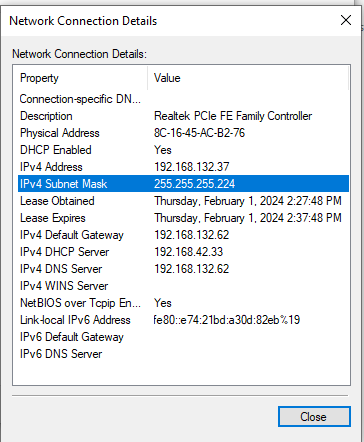 Network Connection Details
Network Connection Details:
Property Value
Connection-specific DN...
Description Realtek PCIe FE Family Controller
Physical Address 8C-16-45-AC-B2-76
DHCP Enabled Yes
IPv4 Address 192.168.132.37
IPv4 Subnet Mask 255.255.255.224
Lease Obtained Thursday, February 1, 2024 2:27:48 PM
Lease Expires Thursday, February 1, 2024 2:37:48 PM
IPv4 Default Gateway 192.168.132.62
IPv4 DHCP Server 192.168.42.33
IPv4 DNS Server 192.168.132.62
IPv4 WINS Server
NetBIOS over Tcpip En... Yes
Link-local IPv6 Address fe80::e74:21bd:a30d:82eb%19
IPv6 Default Gateway
IPv6 DNS Server
Close